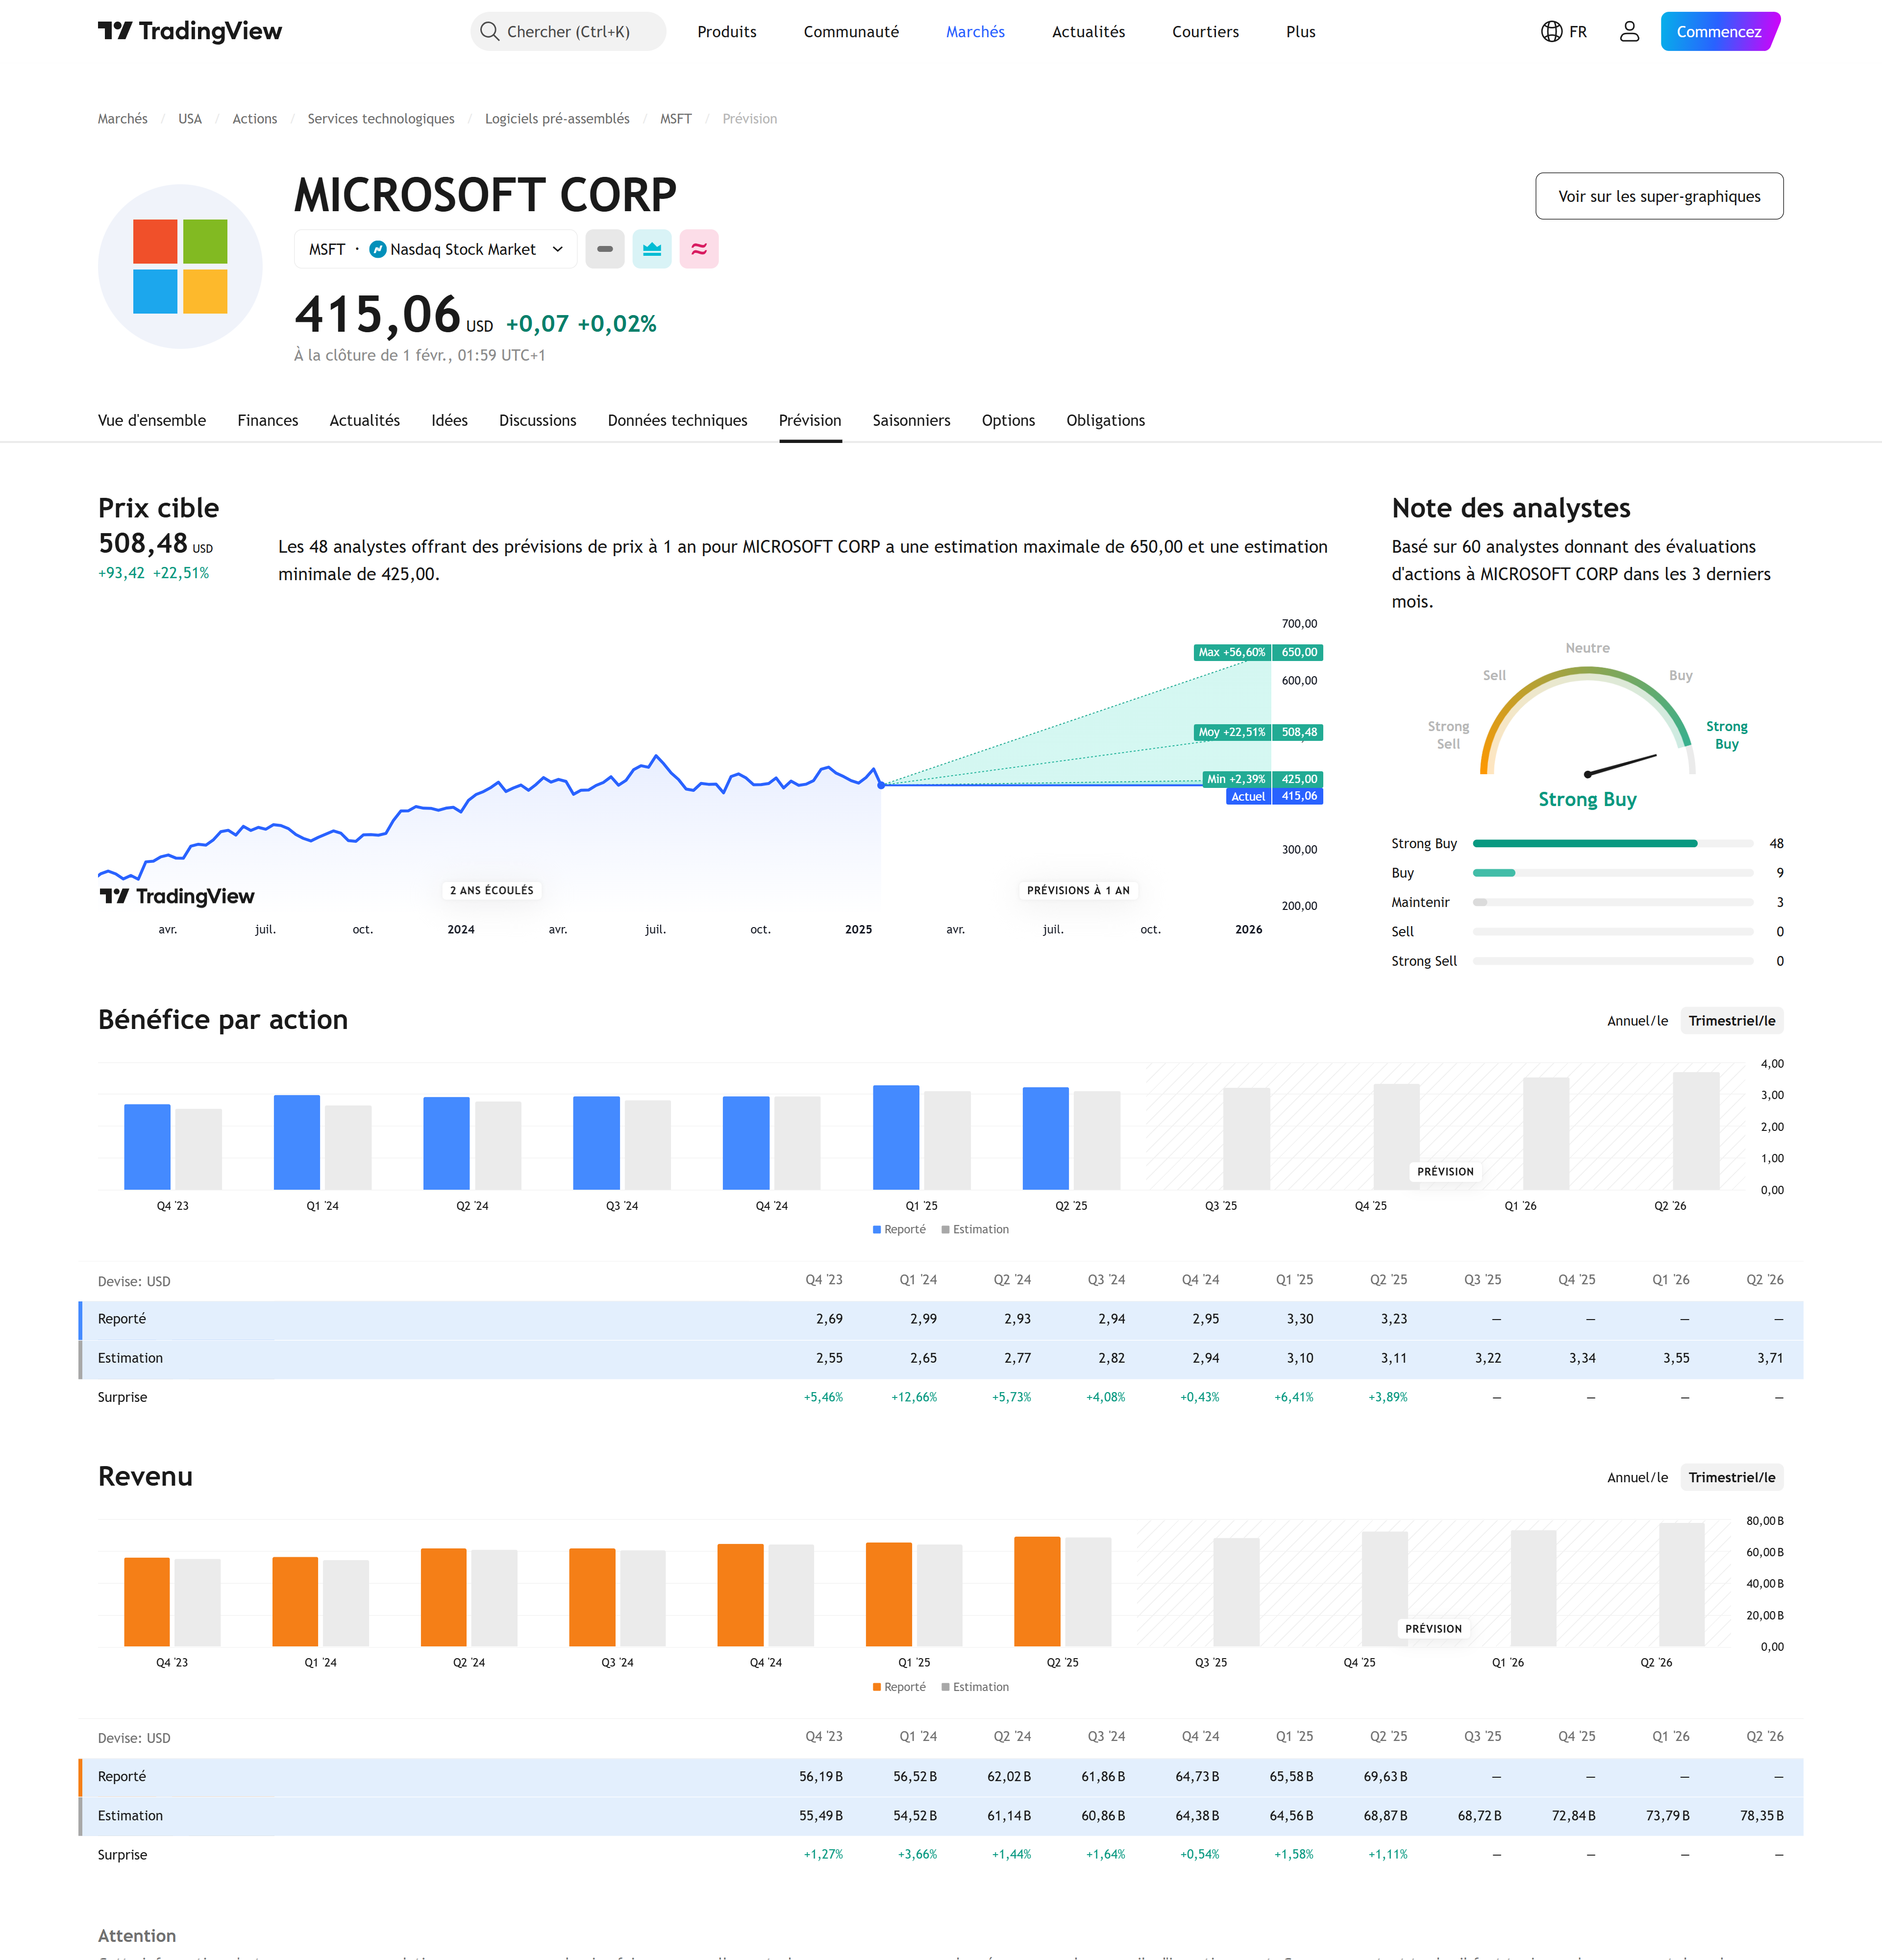 TradingView
Chercher (Ctrl+K)
Produits
Communauté
Marchés
Actualités
Courtiers
Plus
FR
Commencez
Marchés / USA / Actions / Services technologiques / Logiciels pré-assemblés / MSFT / Prévision
MICROSOFT CORP
Voir sur les super-graphiques
MSFT · Nasdaq Stock Market
415,06 USD +0,07 +0,02%
À la clôture de 1 févr., 01:59 UTC+1
Vue d'ensemble Finances Actualités Idées Discussions Données techniques Prévision Saisonniers Options Obligations
Prix cible
508,48 USD
+93,42 +22,51%
Les 48 analystes offrant des prévisions de prix à 1 an pour MICROSOFT CORP a une estimation maximale de 650,00 et une estimation
minimale de 425,00.
700,00
Max +56,60% 650,00
600,00
Moy +22,51% 508,48
Min +2,39% 425,00
Actuel 415,06
300,00
200,00
TradingView
2 ANS ÉCOULÉS
PRÉVISIONS À 1 AN
avr. juil. oct. 2024 avr. juil. oct. 2025 avr. juil. oct. 2026
Note des analystes
Basé sur 60 analystes donnant des évaluations
d'actions à MICROSOFT CORP dans les 3 derniers
mois.
Neutre
Sell
Buy
Strong
Sell
Strong
Buy
Strong Buy
Strong Buy 48
Buy 9
Maintenir 3
Sell 0
Strong Sell 0
Bénéfice par action
Annuel/le Trimestriel/le
4,00
3,00
2,00
1,00
0,00
PRÉVISION
Q4 '23 Q1 '24 Q2 '24 Q3 '24 Q4 '24 Q1 '25 Q2 '25 Q3 '25 Q4 '25 Q1 '26 Q2 '26
Reporté Estimation
Devise: USD Q4 '23 Q1 '24 Q2 '24 Q3 '24 Q4 '24 Q1 '25 Q2 '25 Q3 '25 Q4 '25 Q1 '26 Q2 '26
Reporté 2,69 2,99 2,93 2,94 2,95 3,30 3,23 — — — —
Estimation 2,55 2,65 2,77 2,82 2,94 3,10 3,11 3,22 3,34 3,55 3,71
Surprise +5,46% +12,66% +5,73% +4,08% +0,43% +6,41% +3,89% — — — —
Revenu
Annuel/le Trimestriel/le
80,00 B
60,00 B
40,00 B
20,00 B
0,00
PRÉVISION
Q4 '23 Q1 '24 Q2 '24 Q3 '24 Q4 '24 Q1 '25 Q2 '25 Q3 '25 Q4 '25 Q1 '26 Q2 '26
Reporté Estimation
Devise: USD Q4 '23 Q1 '24 Q2 '24 Q3 '24 Q4 '24 Q1 '25 Q2 '25 Q3 '25 Q4 '25 Q1 '26 Q2 '26
Reporté 56,19 B 56,52 B 62,02 B 61,86 B 64,73 B 65,58 B 69,63 B — — — —
Estimation 55,49 B 54,52 B 61,14 B 60,86 B 64,38 B 64,56 B 68,87 B 68,72 B 72,84 B 73,79 B 78,35 B
Surprise +1,27% +3,66% +1,44% +1,64% +0,54% +1,58% +1,11% — — — —
Attention